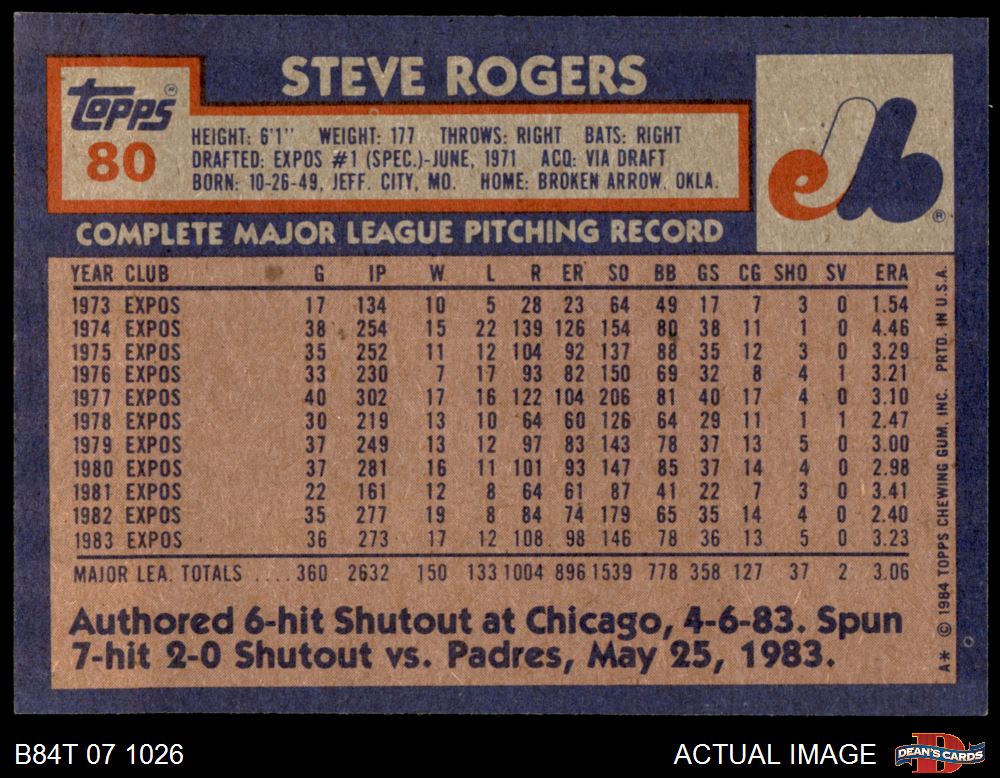 STEVE ROGERS
TOPPS®
80
HEIGHT: 6'1'' WEIGHT: 177 THROWS: RIGHT BATS: RIGHT
DRAFTED: EXPOS #1 (SPEC.)-JUNE, 1971 ACQ: VIA DRAFT
BORN: 10-26-49, JEFF. CITY, MO. HOME: BROKEN ARROW, OKLA.
eb®
COMPLETE MAJOR LEAGUE PITCHING RECORD
YEAR CLUB G IP W L R ER SO BB GS CG SHO SV ERA
1973 EXPOS 17 134 10 5 28 23 64 49 17 7 3 0 1.54
1974 EXPOS 38 254 15 22 139 126 154 80 38 11 1 0 4.46
1975 EXPOS 35 252 11 12 104 92 137 88 35 12 3 0 3.29
1976 EXPOS 33 230 7 17 93 82 150 69 32 8 4 1 3.21
1977 EXPOS 40 302 17 16 122 104 206 81 40 17 4 0 3.10
1978 EXPOS 30 219 13 10 64 60 126 64 29 11 1 1 2.47
1979 EXPOS 37 249 13 12 97 83 143 78 37 13 5 0 3.00
1980 EXPOS 37 281 16 11 101 93 147 85 37 14 4 0 2.98
1981 EXPOS 22 161 12 8 64 61 87 41 22 7 3 0 3.41
1982 EXPOS 35 277 19 8 84 74 179 65 35 14 4 0 2.40
1983 EXPOS 36 273 17 12 108 98 146 78 36 13 5 0 3.23
MAJOR LEA. TOTALS .... 360 2632 150 133 1004 896 1539 778 358 127 37 2 3.06
Authored 6-hit Shutout at Chicago, 4-6-83. Spun
7-hit 2-0 Shutout vs. Padres, May 25, 1983.
A* © 1984 TOPPS CHEWING GUM, INC. PRTD. IN U.S.A.
B84T 07 1026
ACTUAL IMAGE
DEAN'S CARDS